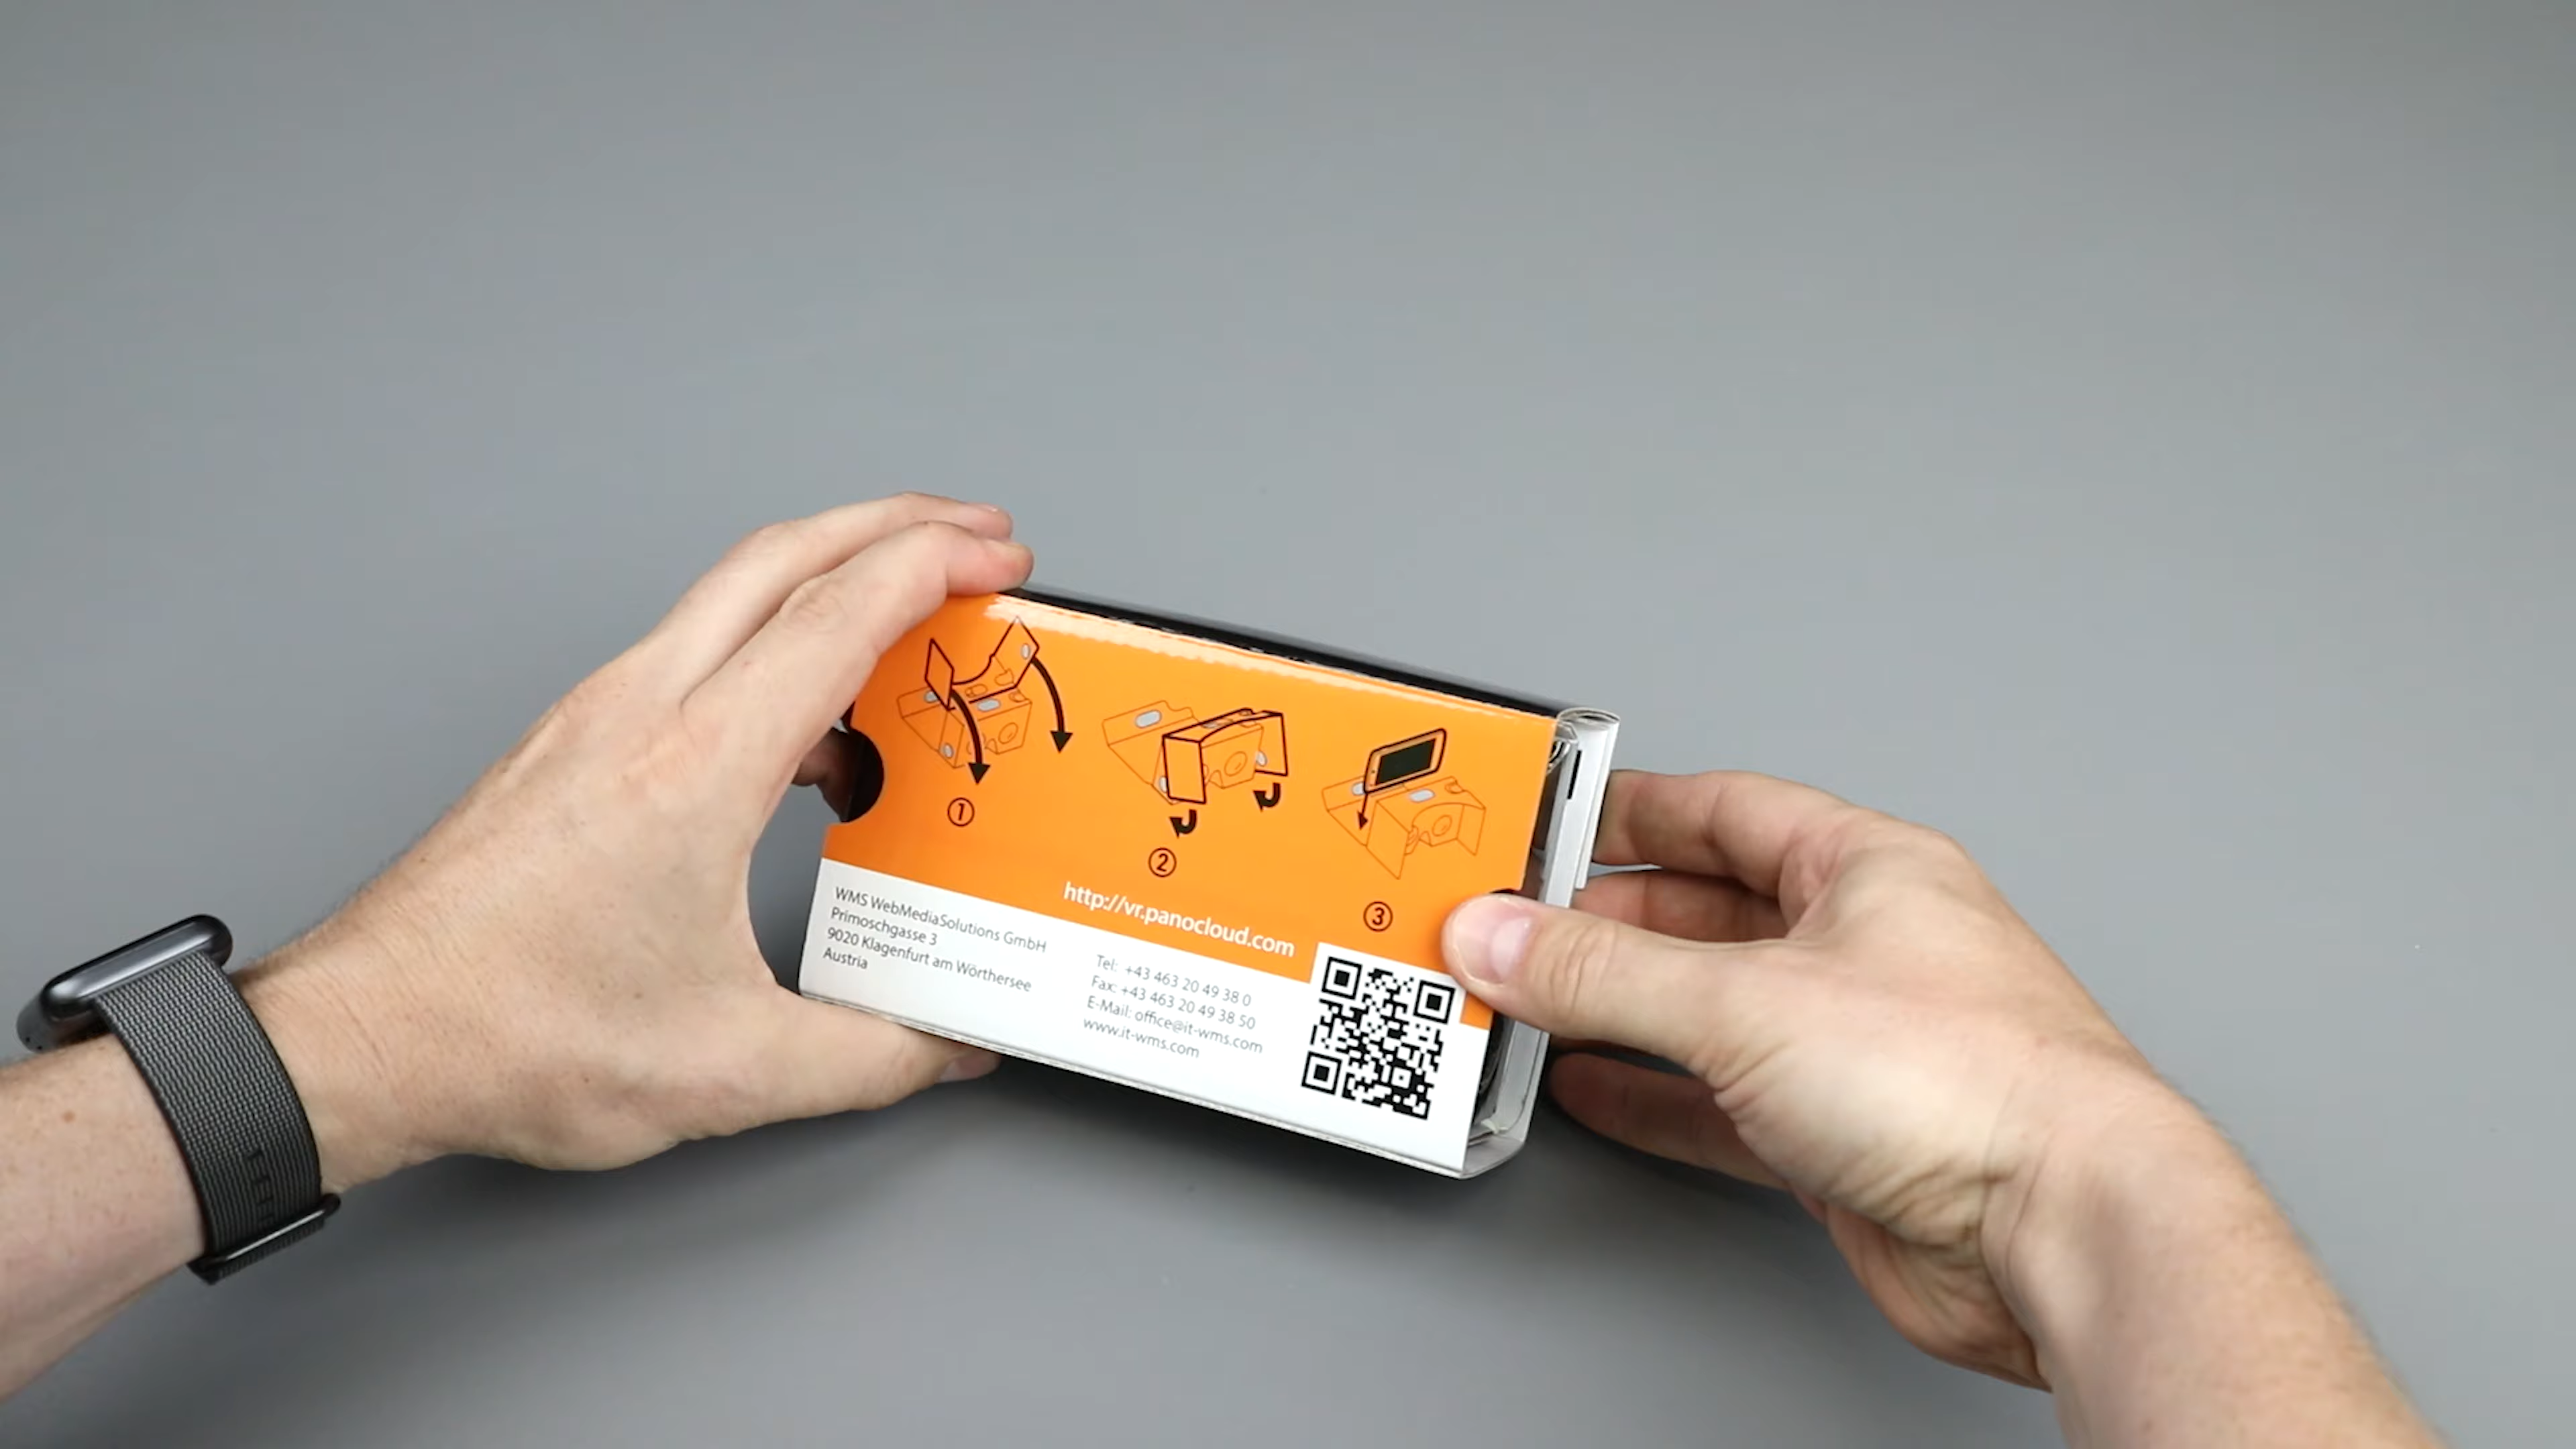 ①
②
③
http://vr.panocloud.com
WMS WebMediaSolutions GmbH
Primoschgasse 3
9020 Klagenfurt am Wörthersee
Austria
Tel: +43 463 20 49 38 0
Fax: +43 463 20 49 38 50
E-Mail: office@it-wms.com
www.it-wms.com